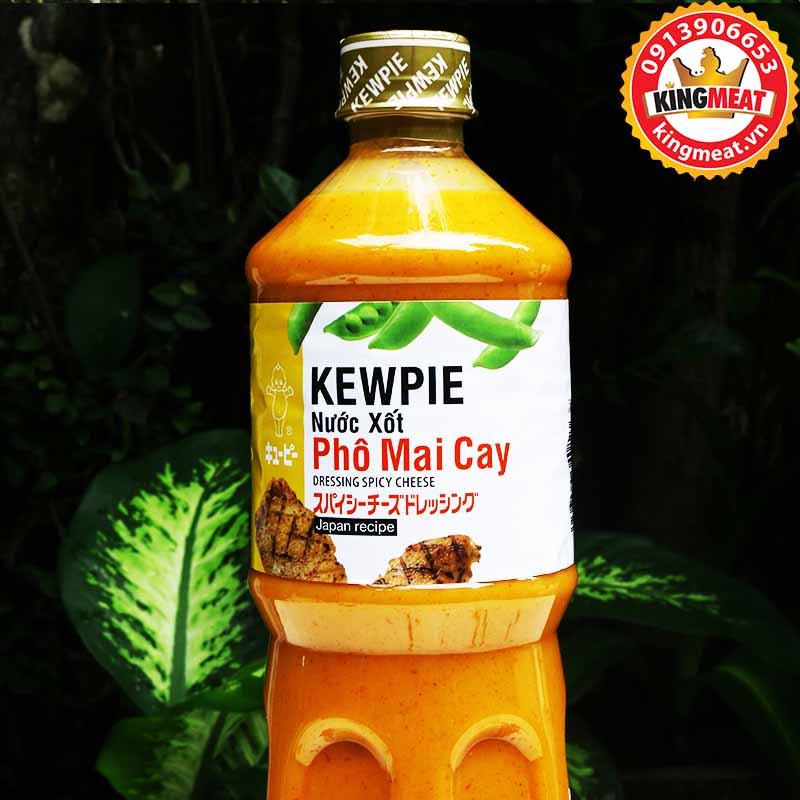 0913906653
KINGMEAT
kingmeat.vn
KEWPIE KEWPIE KEWPIE
KEWPIE
Nước Xốt
Phô Mai Cay
DRESSING SPICY CHEESE
スパイシーチーズドレッシング
Japan recipe
®
キューピー